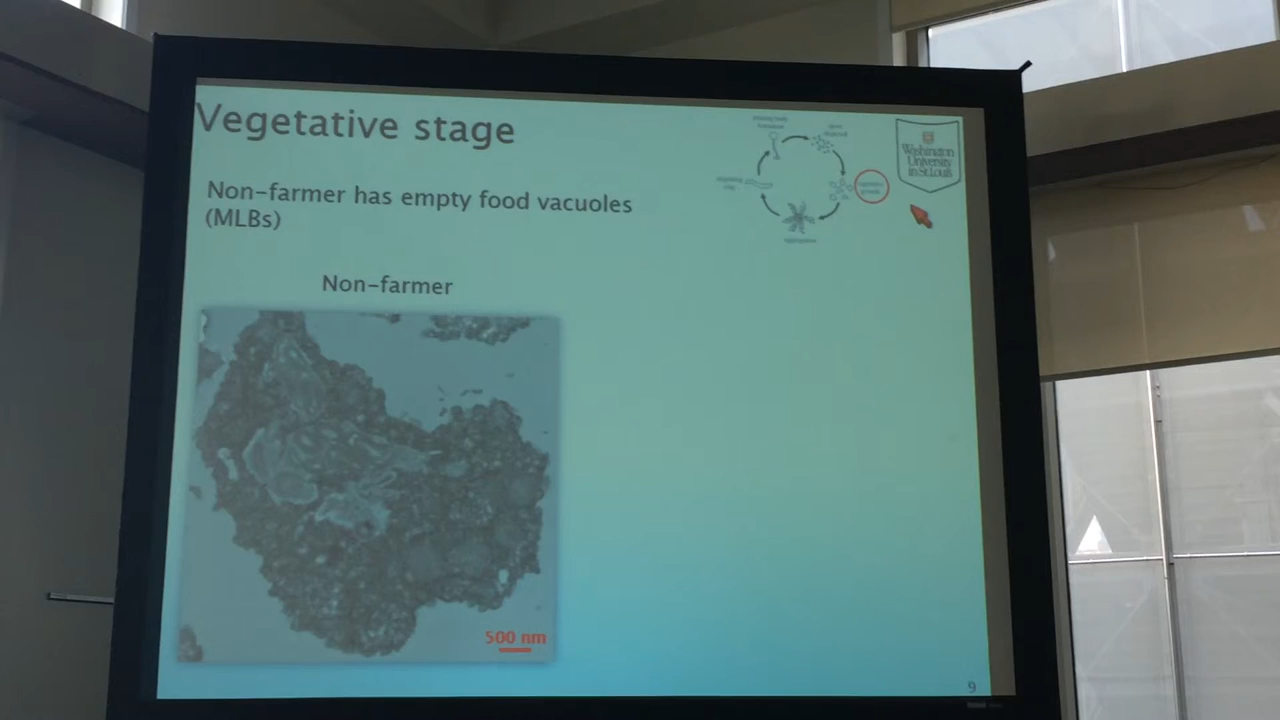 Vegetative stage
Non-farmer has empty food vacuoles
(MLBs)
Washington
University
in St. Louis
Non-farmer
500 nm
9